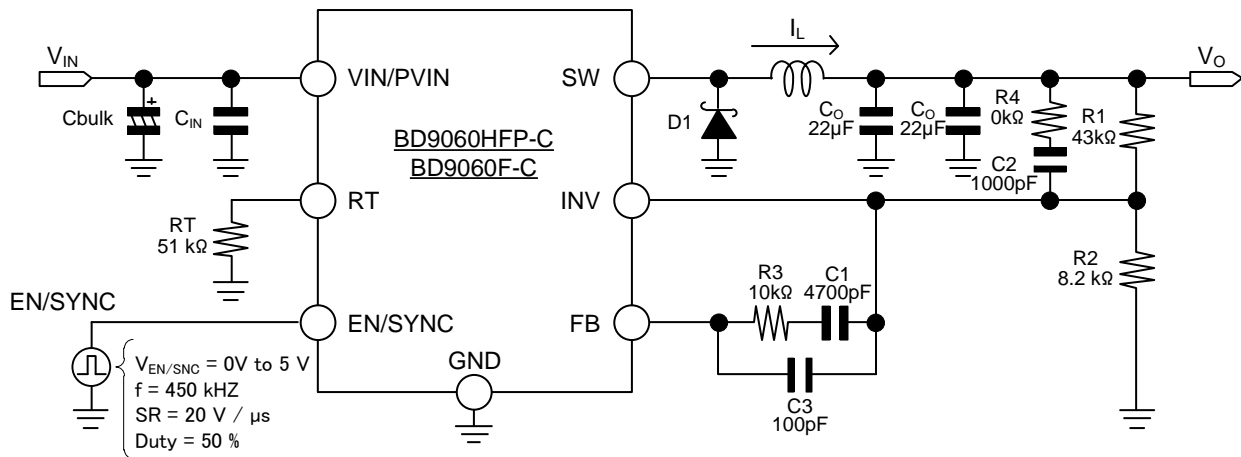 V_IN
Cbulk
+
C_IN
VIN/PVIN
SW
I_L
V_O
D1
C_O
22µF
C_O
22µF
R4
0kΩ
C2
1000pF
R1
43kΩ
BD9060HFP-C
BD9060F-C
RT
RT
51 kΩ
INV
R2
8.2 kΩ
EN/SYNC
EN/SYNC
FB
R3
10kΩ
C1
4700pF
C3
100pF
GND
V_EN/SNC = 0V to 5 V
f = 450 kHZ
SR = 20 V / µs
Duty = 50 %